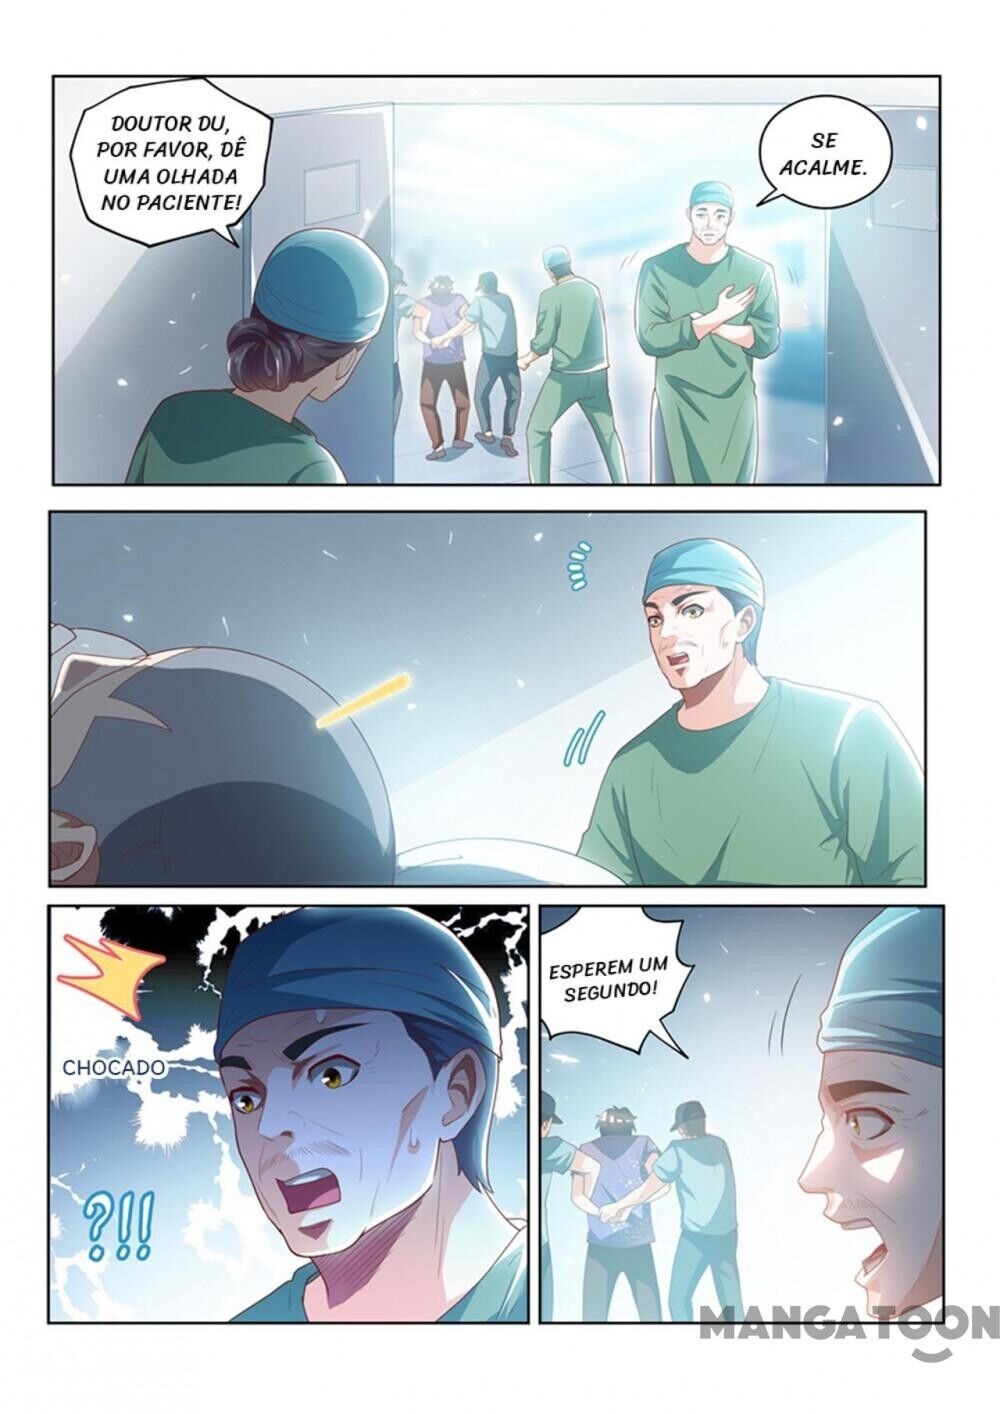 DOUTOR DU,
POR FAVOR, DÊ
UMA OLHADA
NO PACIENTE!
SE
ACALME.
CHOCADO
?!!
ESPEREM UM
SEGUNDO!
MANGATOON